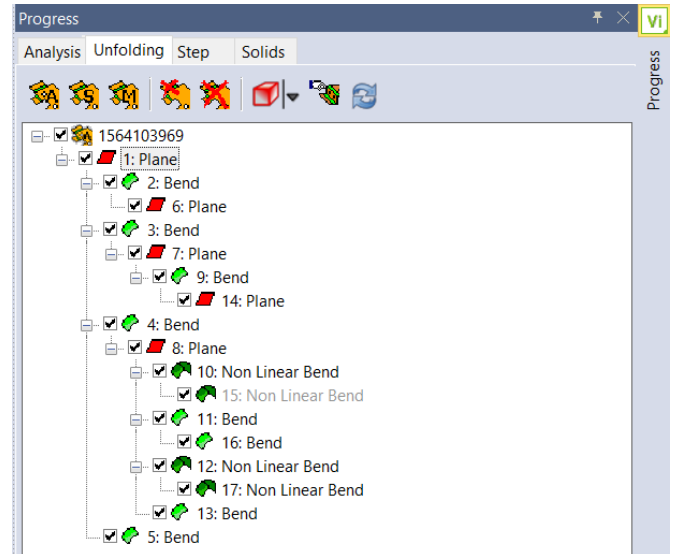 Progress
Vi
Progress
Analysis Unfolding Step Solids
A S M
1564103969
1: Plane
2: Bend
6: Plane
3: Bend
7: Plane
9: Bend
14: Plane
4: Bend
8: Plane
10: Non Linear Bend
15: Non Linear Bend
11: Bend
16: Bend
12: Non Linear Bend
17: Non Linear Bend
13: Bend
5: Bend